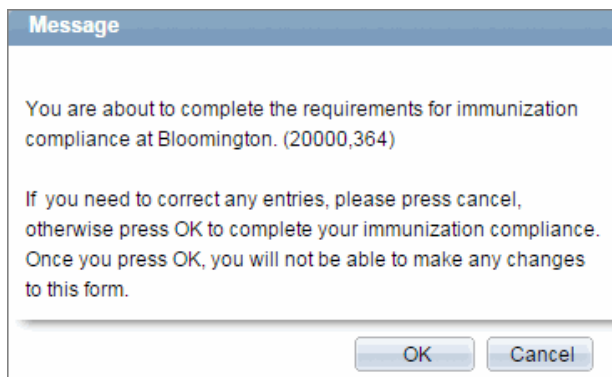 Message
You are about to complete the requirements for immunization
compliance at Bloomington. (20000,364)
If you need to correct any entries, please press cancel,
otherwise press OK to complete your immunization compliance.
Once you press OK, you will not be able to make any changes
to this form.
OK Cancel